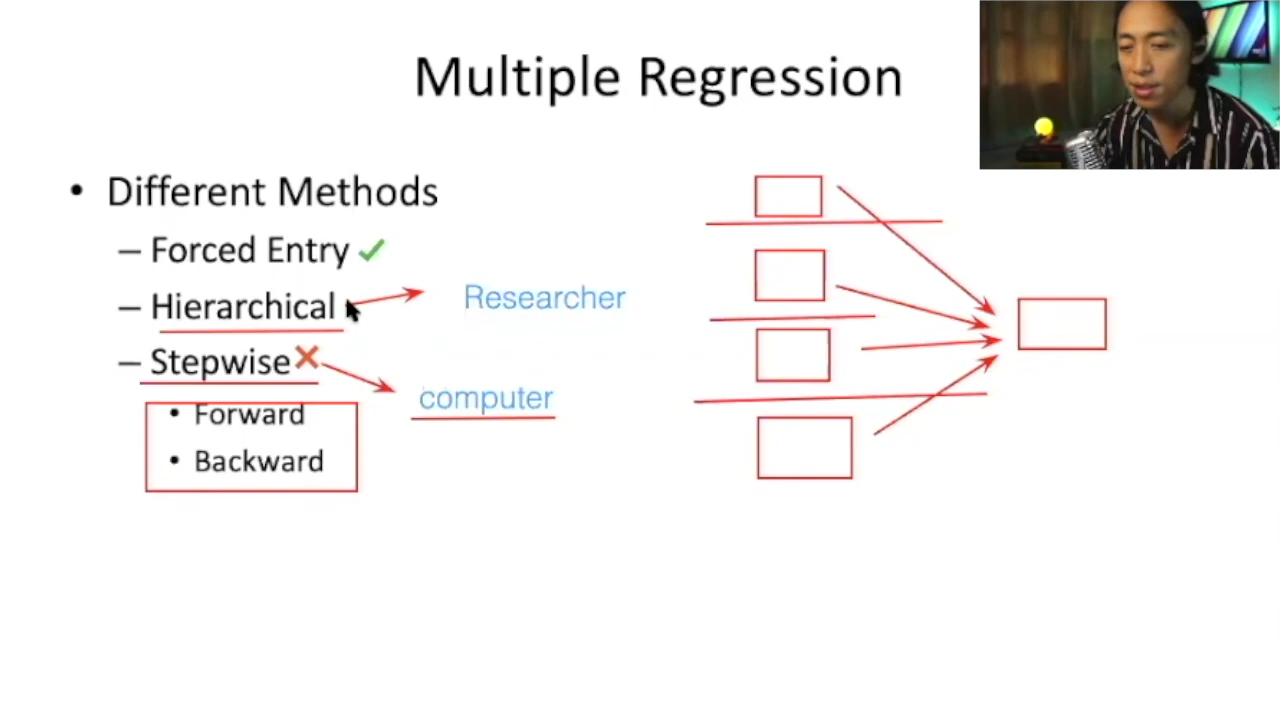 Multiple Regression
• Different Methods
– Forced Entry
– Hierarchical
Researcher
– Stepwise
computer
• Forward
• Backward